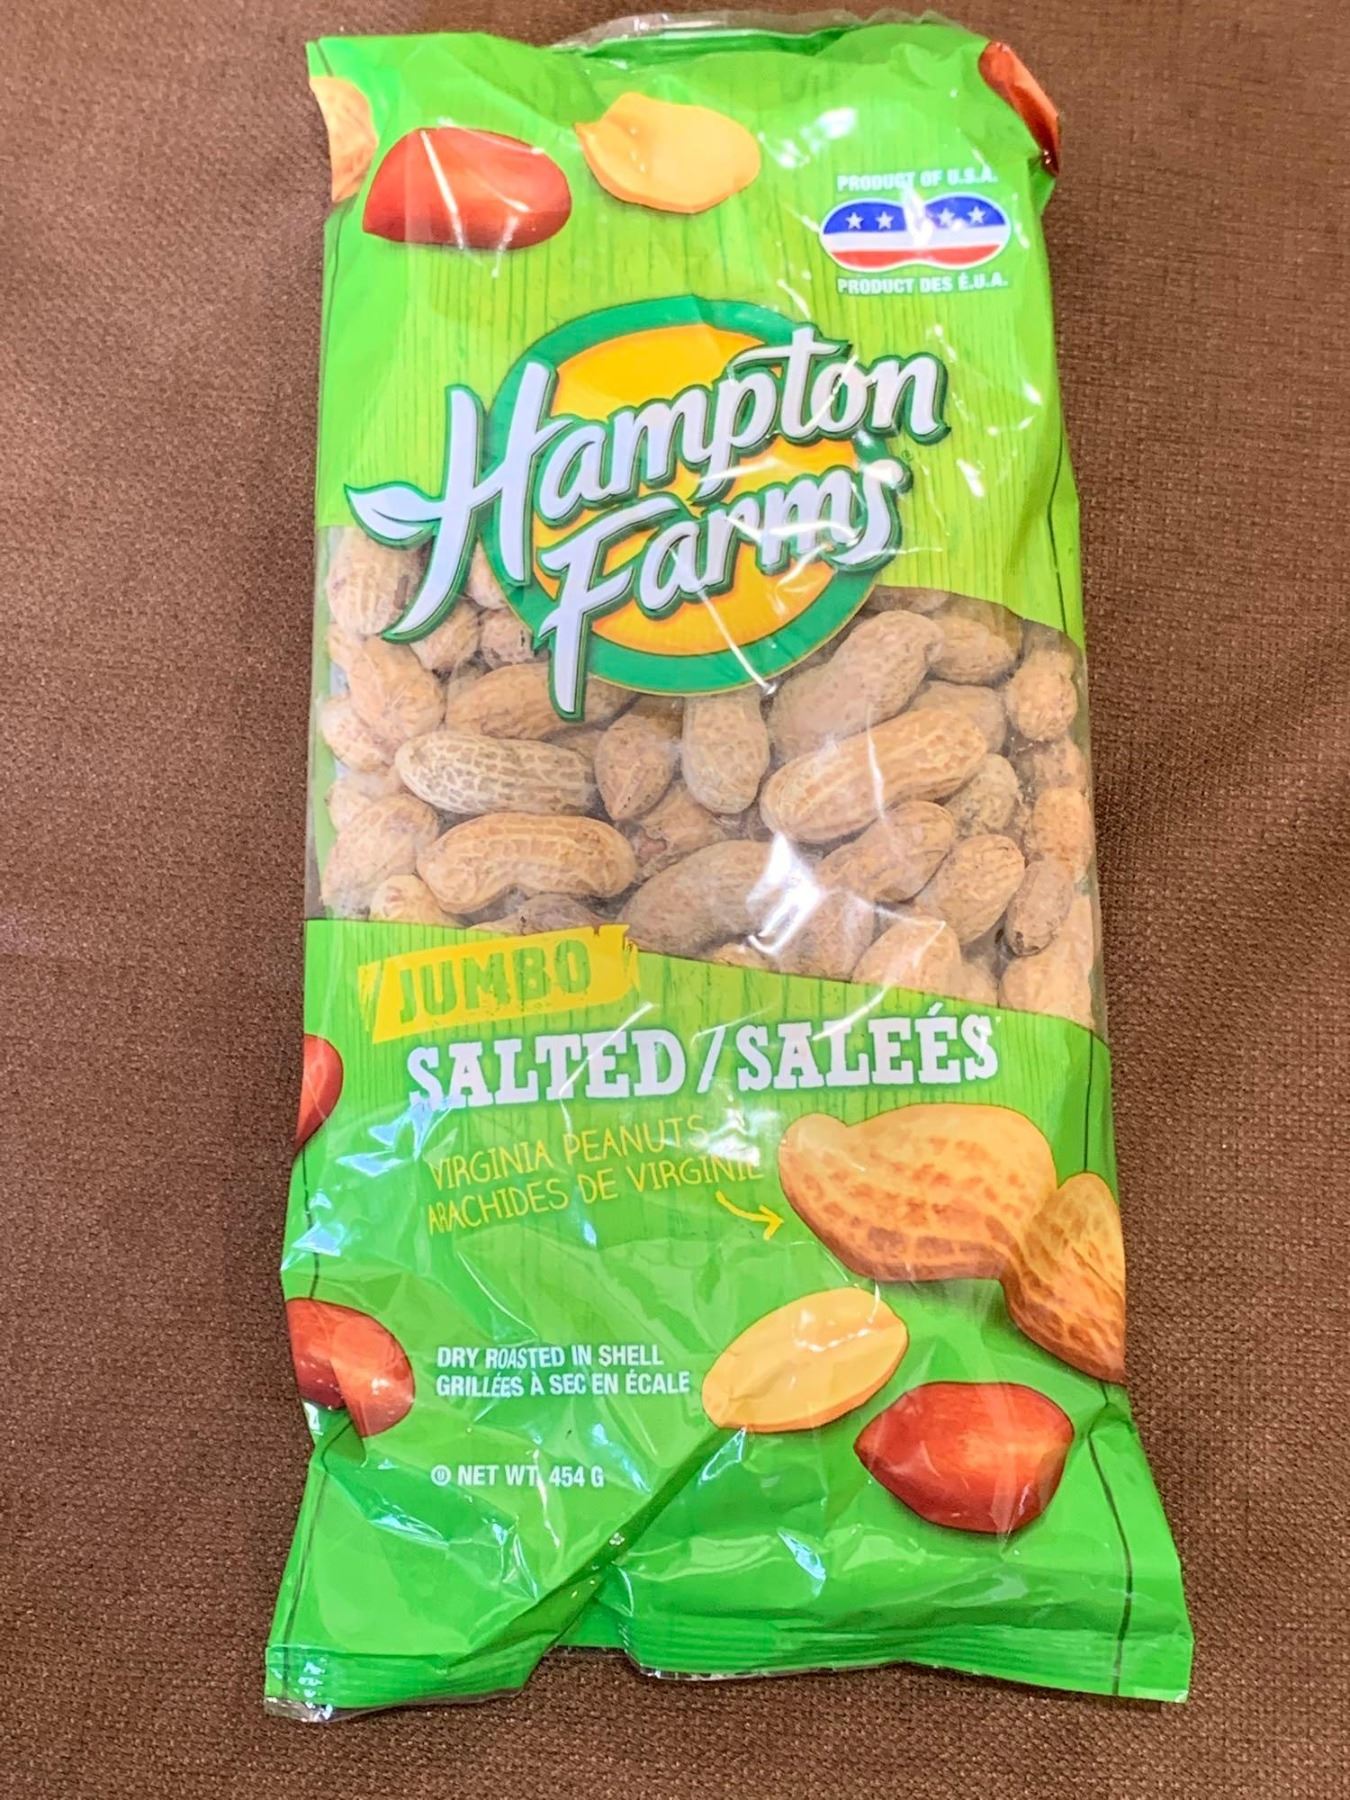 PRODUCT OF U.S.A.
PRODUCT DES É.U.A.
Hampton
Farms®
JUMBO
SALTED / SALEÉS
VIRGINIA PEANUTS
ARACHIDES DE VIRGINIE
DRY ROASTED IN SHELL
GRILLÉES À SEC EN ÉCALE
Ⓤ NET WT. 454 G